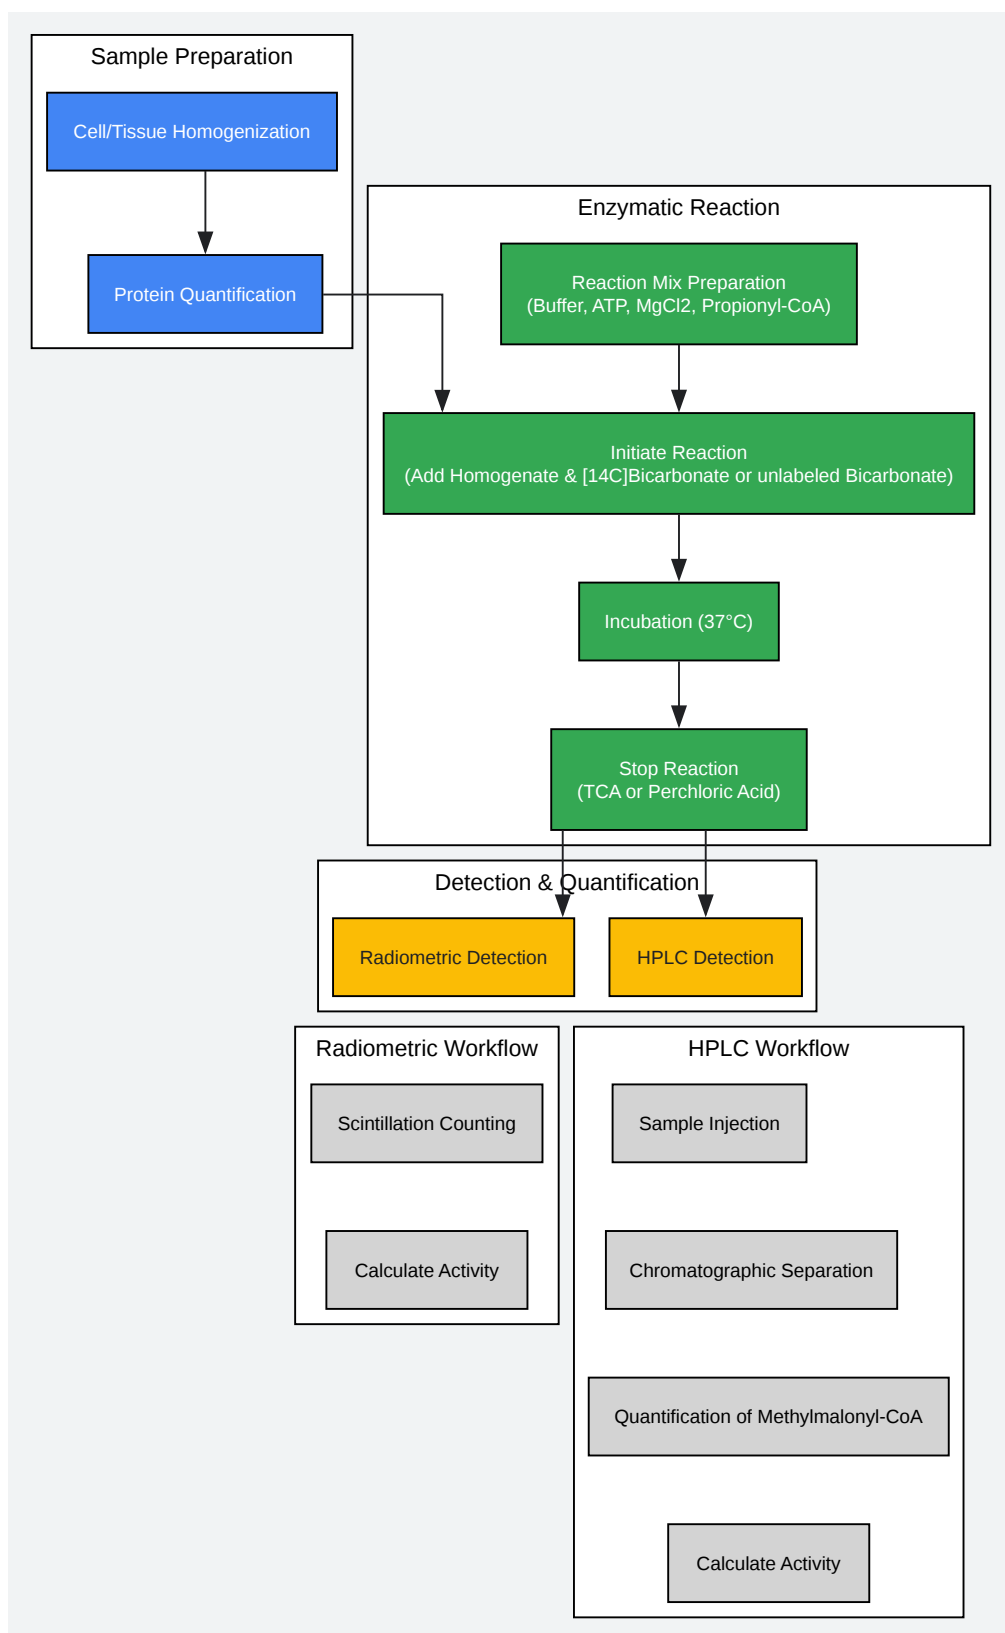 Sample Preparation
Cell/Tissue Homogenization
Protein Quantification
Enzymatic Reaction
Reaction Mix Preparation
(Buffer, ATP, MgCl2, Propionyl-CoA)
Initiate Reaction
(Add Homogenate & [14C]Bicarbonate or unlabeled Bicarbonate)
Incubation (37°C)
Stop Reaction
(TCA or Perchloric Acid)
Detection & Quantification
Radiometric Detection
HPLC Detection
Radiometric Workflow
Scintillation Counting
Calculate Activity
HPLC Workflow
Sample Injection
Chromatographic Separation
Quantification of Methylmalonyl-CoA
Calculate Activity